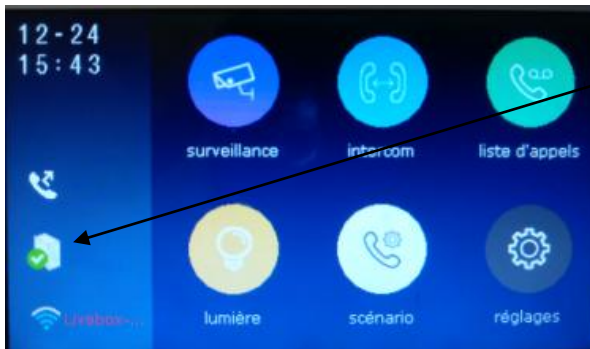 12-24
15:43
surveillance
intercom
liste d'appels
Livebox-...
lumière
scénario
réglages